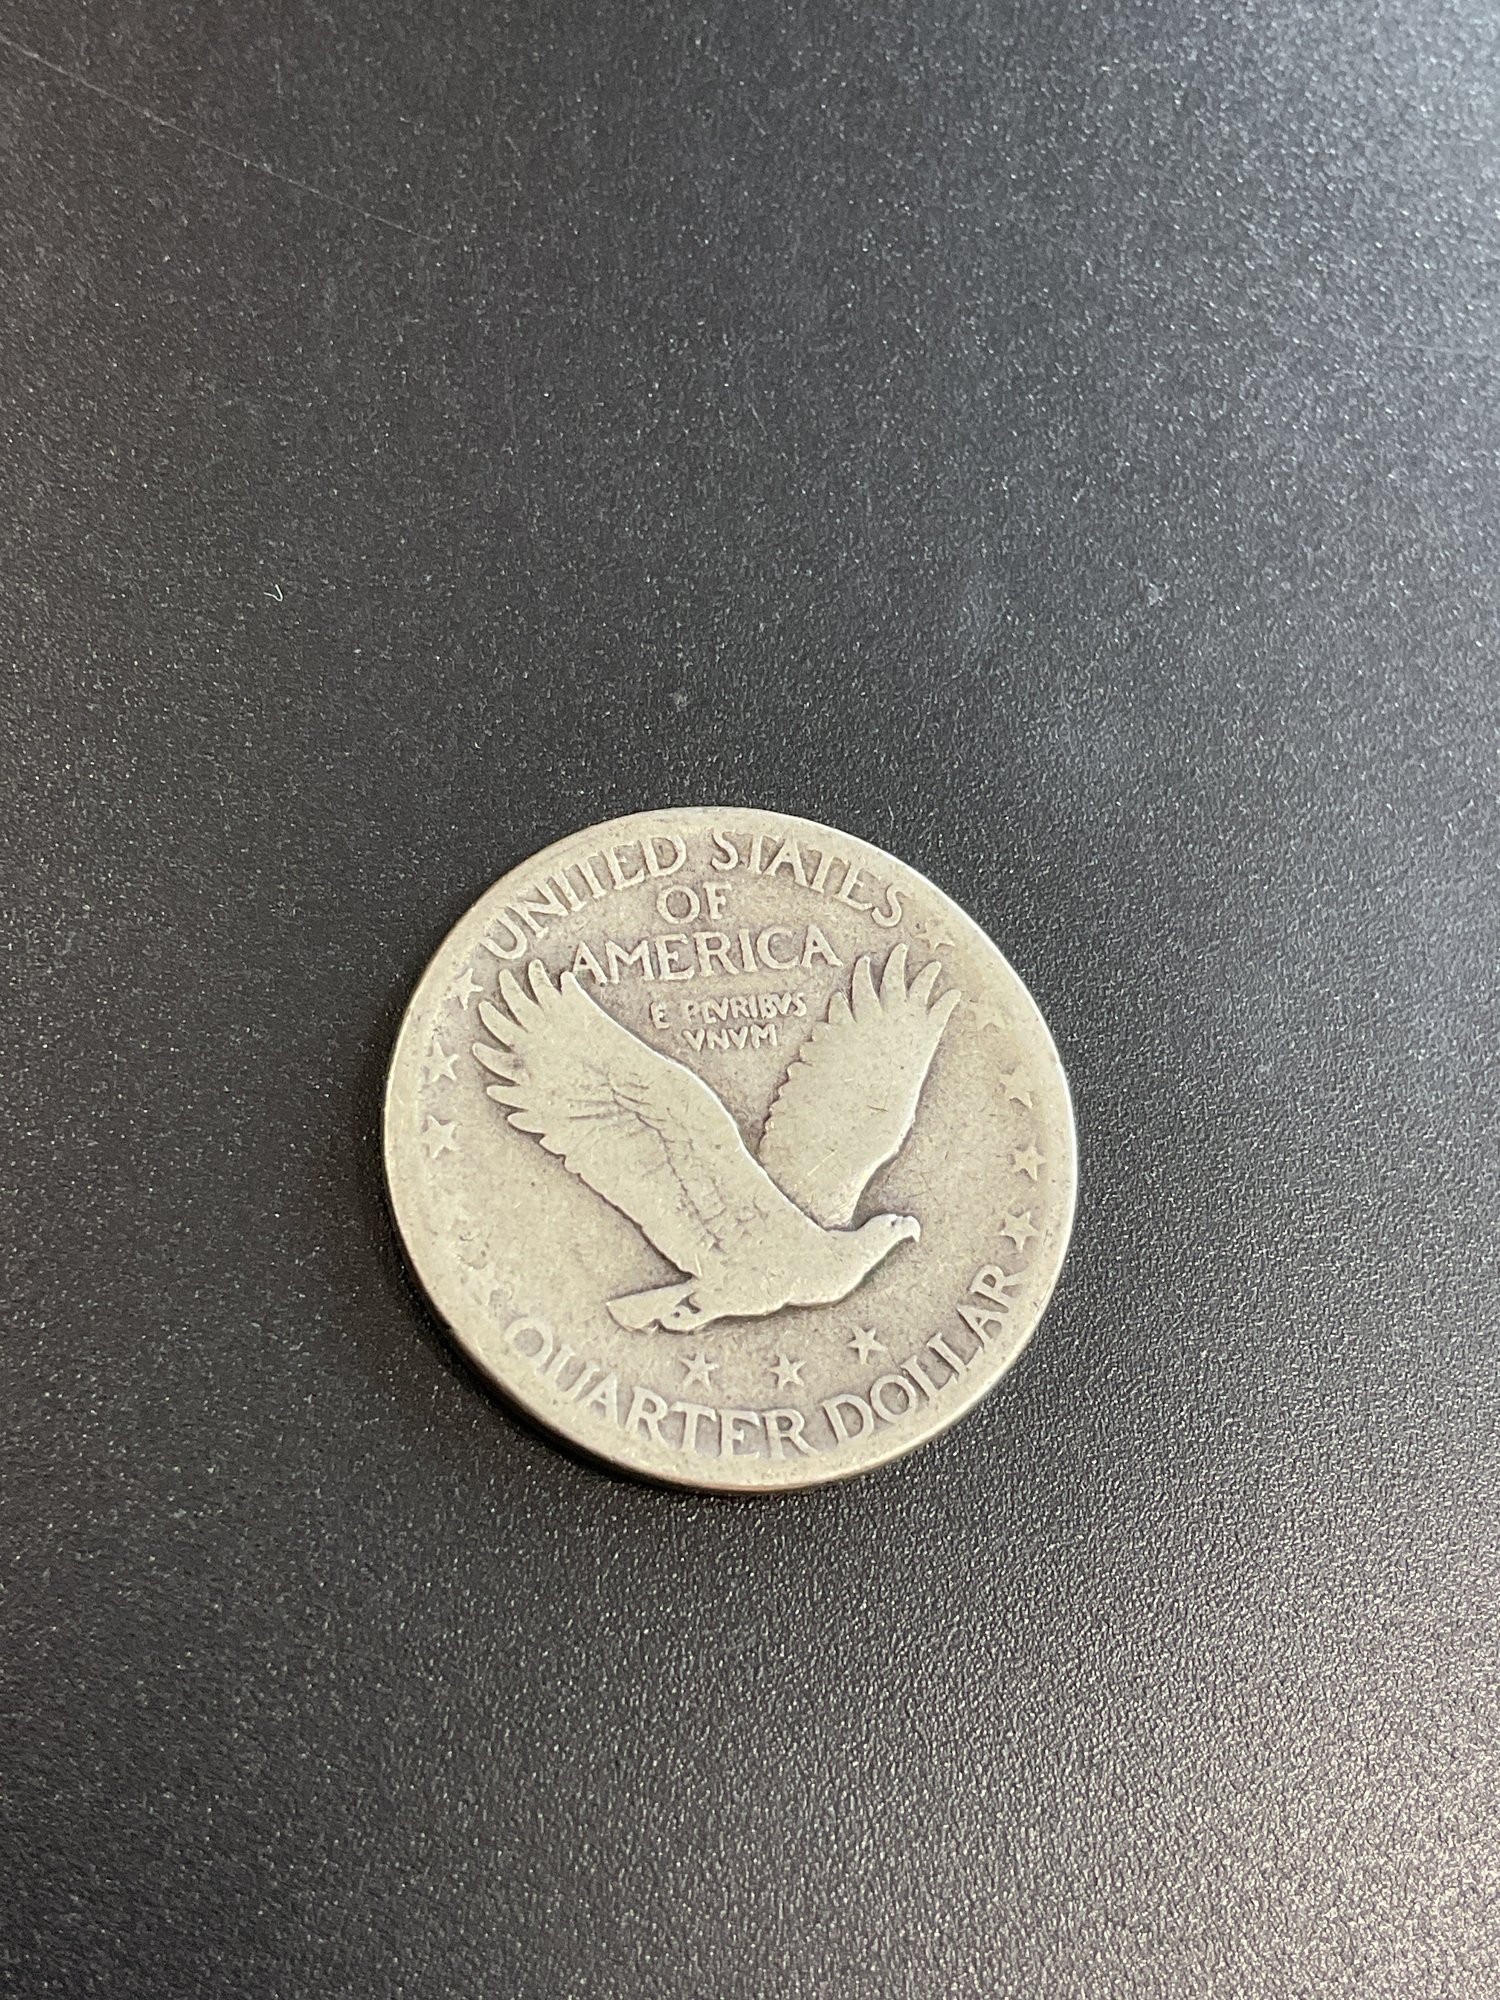 UNITED STATES
OF
AMERICA
E PLVRIBVS
VNVM
QUARTER DOLLAR